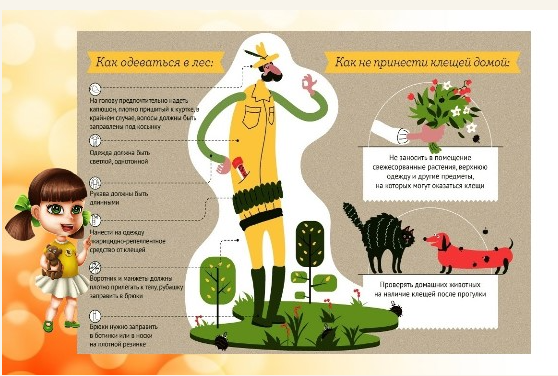 Как одеваться в лес:
На голову предпочтительно надеть
капюшон, плотно пришитый к куртке, в
крайнем случае, волосы должны быть
заправлены под косынку
Одежда должна быть
светлой, однотонной
Рукава должны быть
длинными
Нанести на одежду
акарицидно-репеллентное
средство от клещей
Воротник и манжеты должны
плотно прилегать к телу, рубашку
заправить в брюки
Брюки нужно заправить
в ботинки или в носки
на плотной резинке
Как не принести клещей домой:
Не заносить в помещение
свежесорванные растения, верхнюю
одежду и другие предметы,
на которых могут оказаться клещи
Проверять домашних животных
на наличие клещей после прогулки